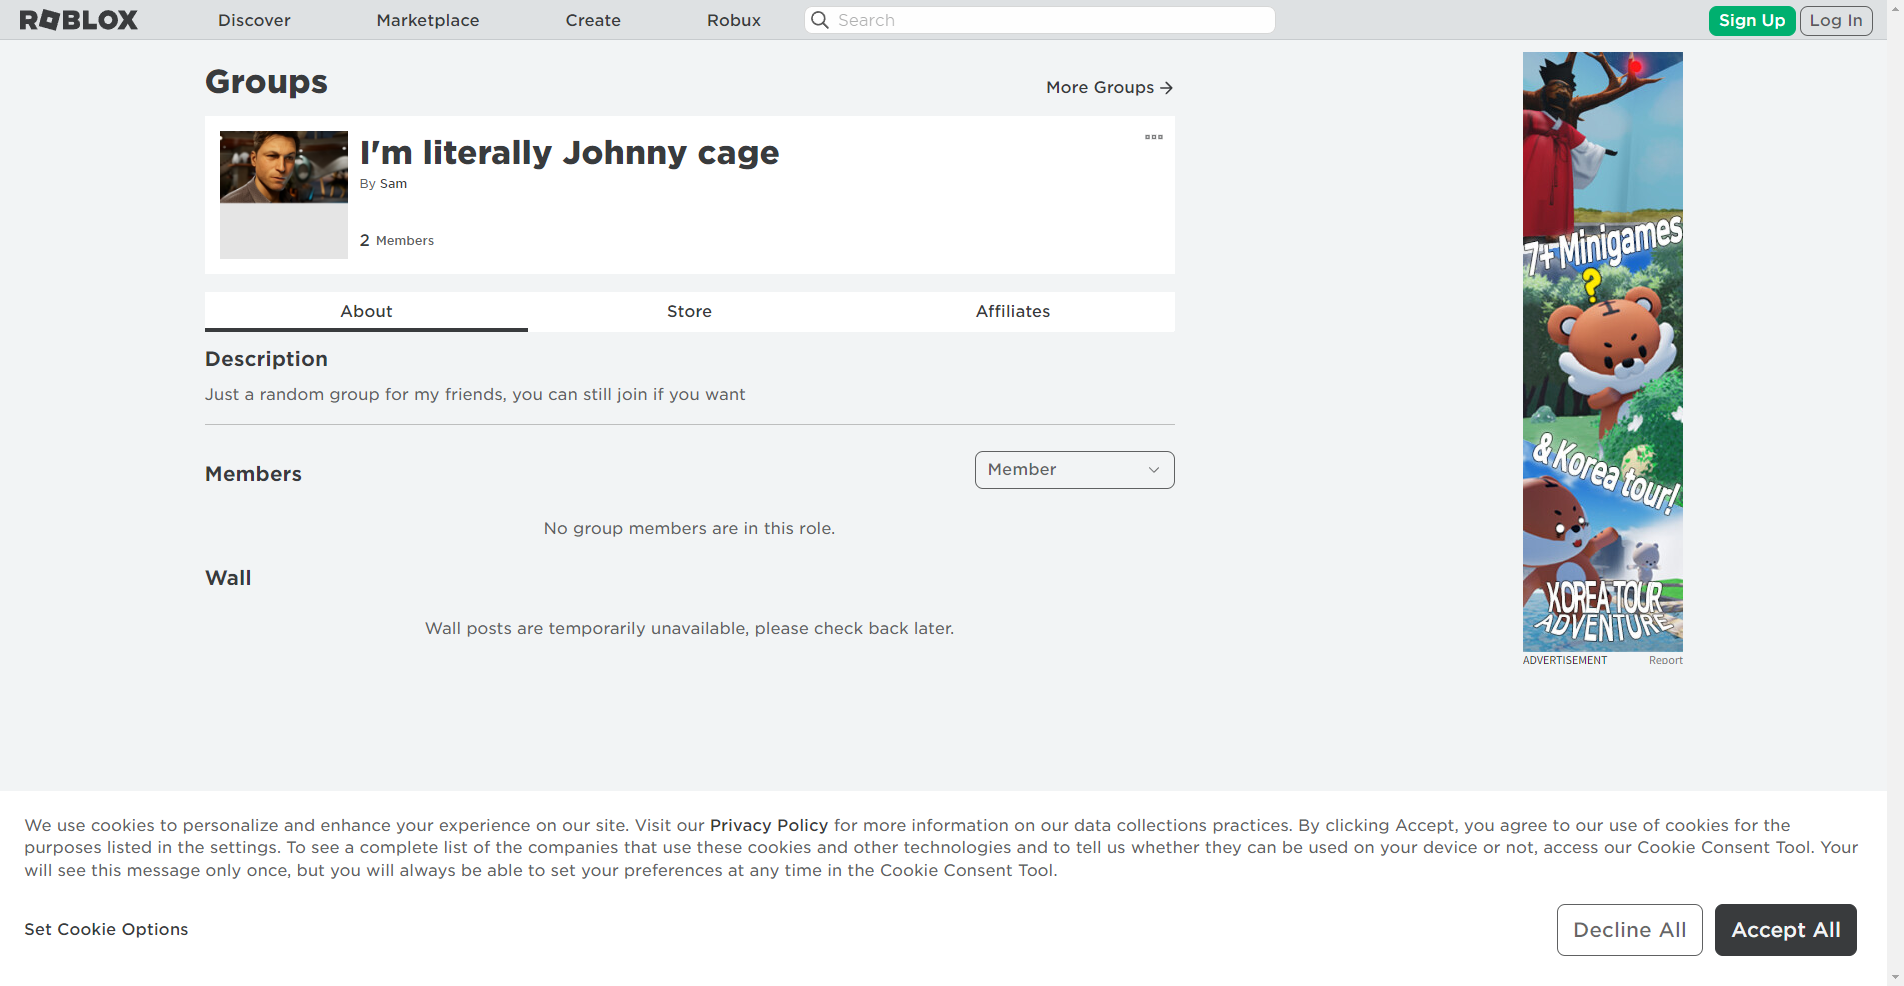 ROBLOX Discover Marketplace Create Robux Search Sign Up Log In
Groups
More Groups →
I'm literally Johnny cage
By Sam
2 Members
About Store Affiliates
Description
Just a random group for my friends, you can still join if you want
Members
Member
No group members are in this role.
Wall
Wall posts are temporarily unavailable, please check back later.
7+ Minigames
?
& Korea tour!
KOREA TOUR
ADVENTURE
ADVERTISEMENT Report
We use cookies to personalize and enhance your experience on our site. Visit our Privacy Policy for more information on our data collections practices. By clicking Accept, you agree to our use of cookies for the
purposes listed in the settings. To see a complete list of the companies that use these cookies and other technologies and to tell us whether they can be used on your device or not, access our Cookie Consent Tool. Your
will see this message only once, but you will always be able to set your preferences at any time in the Cookie Consent Tool.
Set Cookie Options
Decline All Accept All